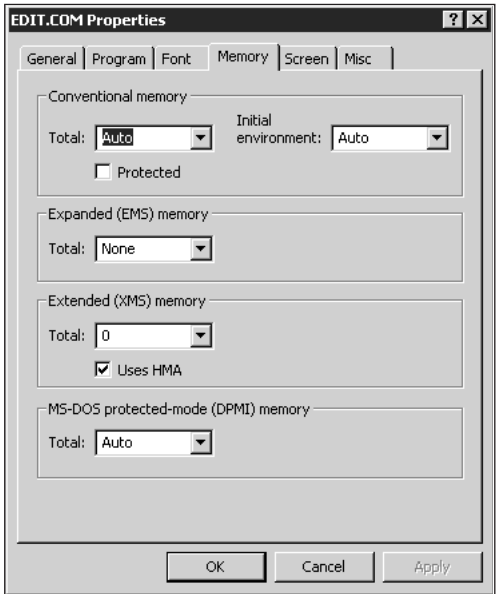 EDIT.COM Properties
General Program Font Memory Screen Misc
Conventional memory
Total: Auto
Initial
environment: Auto
Protected
Expanded (EMS) memory
Total: None
Extended (XMS) memory
Total: 0
Uses HMA
MS-DOS protected-mode (DPMI) memory
Total: Auto
OK Cancel Apply